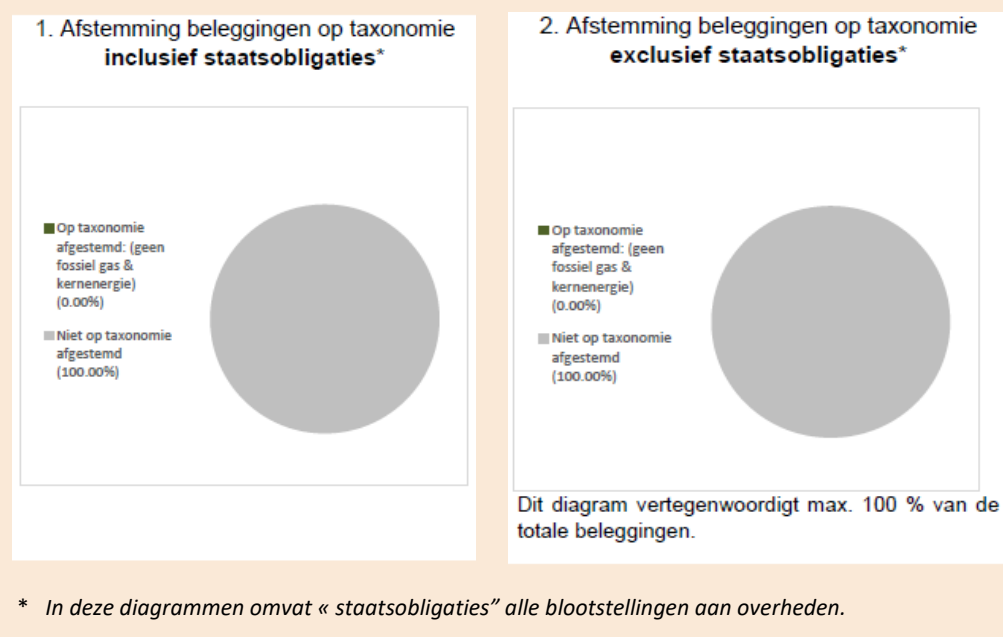 1. Afstemming beleggingen op taxonomie
inclusief staatsobligaties*
Op taxonomie
afgestemd: (geen
fossiel gas &
kernenergie)
(0.00%)
Niet op taxonomie
afgestemd
(100.00%)
2. Afstemming beleggingen op taxonomie
exclusief staatsobligaties*
Op taxonomie
afgestemd: (geen
fossiel gas &
kernenergie)
(0.00%)
Niet op taxonomie
afgestemd
(100.00%)
Dit diagram vertegenwoordigt max. 100 % van de
totale beleggingen.
* In deze diagrammen omvat « staatsobligaties” alle blootstellingen aan overheden.